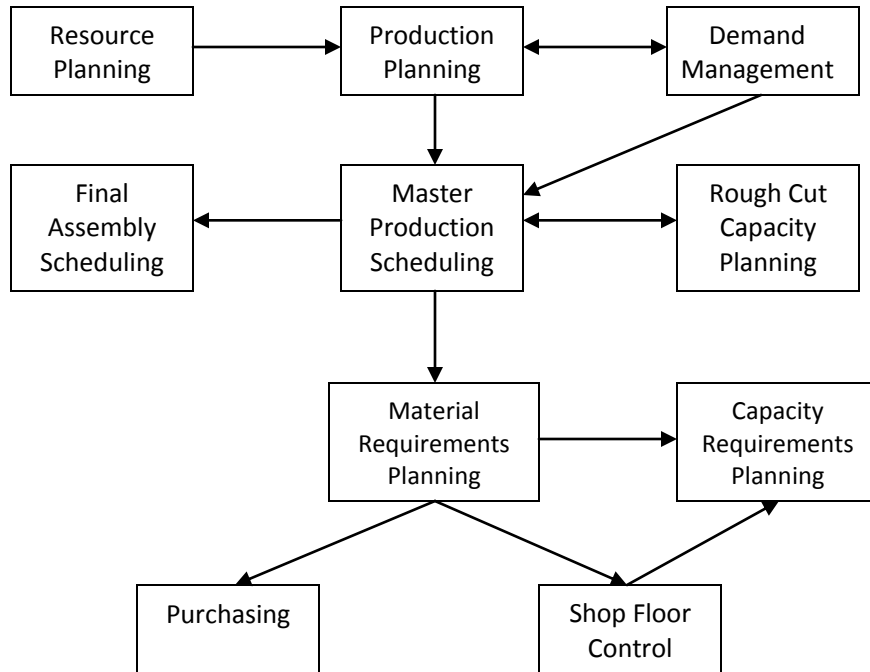 Resource
Planning
Production
Planning
Demand
Management
Final
Assembly
Scheduling
Master
Production
Scheduling
Rough Cut
Capacity
Planning
Material
Requirements
Planning
Capacity
Requirements
Planning
Purchasing
Shop Floor
Control